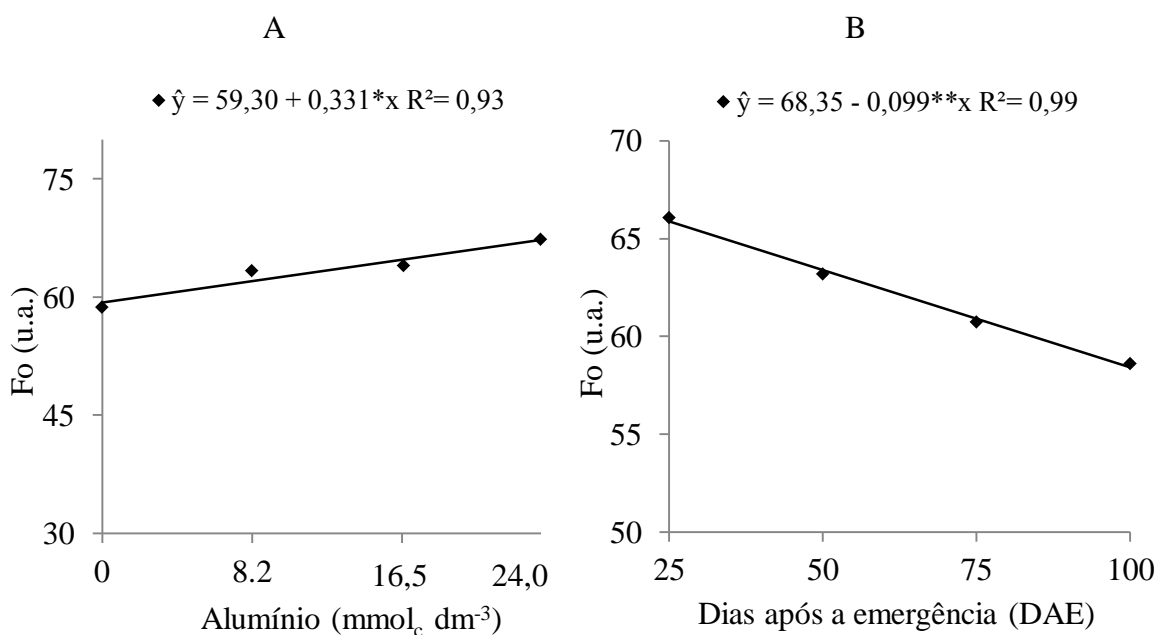 A
ŷ = 59,30 + 0,331*x R²= 0,93
75
60
45
30
Fo (u.a.)
0 8.2 16,5 24,0
Alumínio (mmolc dm-3)
B
ŷ = 68,35 - 0,099**x R²= 0,99
70
65
60
55
50
Fo (u.a.)
25 50 75 100
Dias após a emergência (DAE)